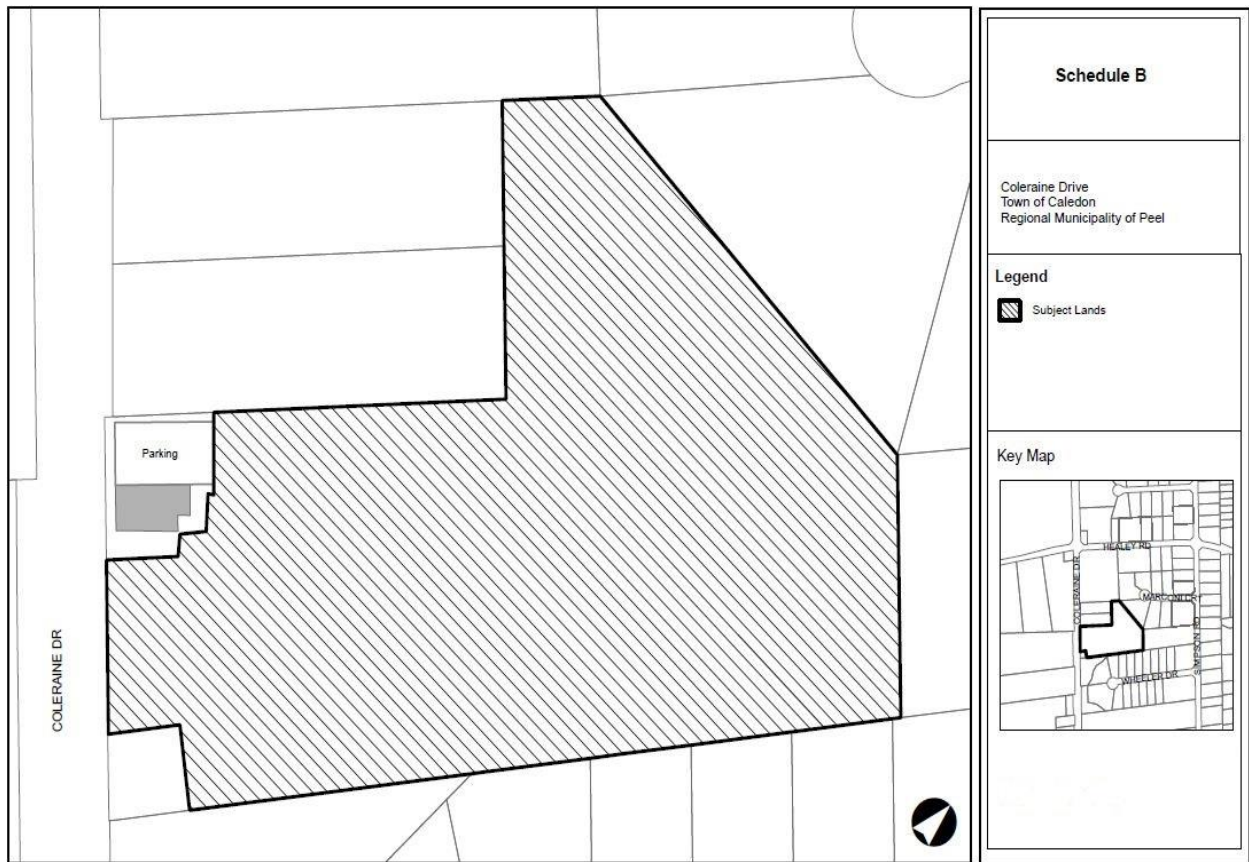 Parking
COLERAINE DR
Schedule B
Coleraine Drive
Town of Caledon
Regional Municipality of Peel
Legend
Subject Lands
Key Map
HEALEY RD
COLERAINE DR
MARCONI CRT
SIMPSON RD
WHEELER DR